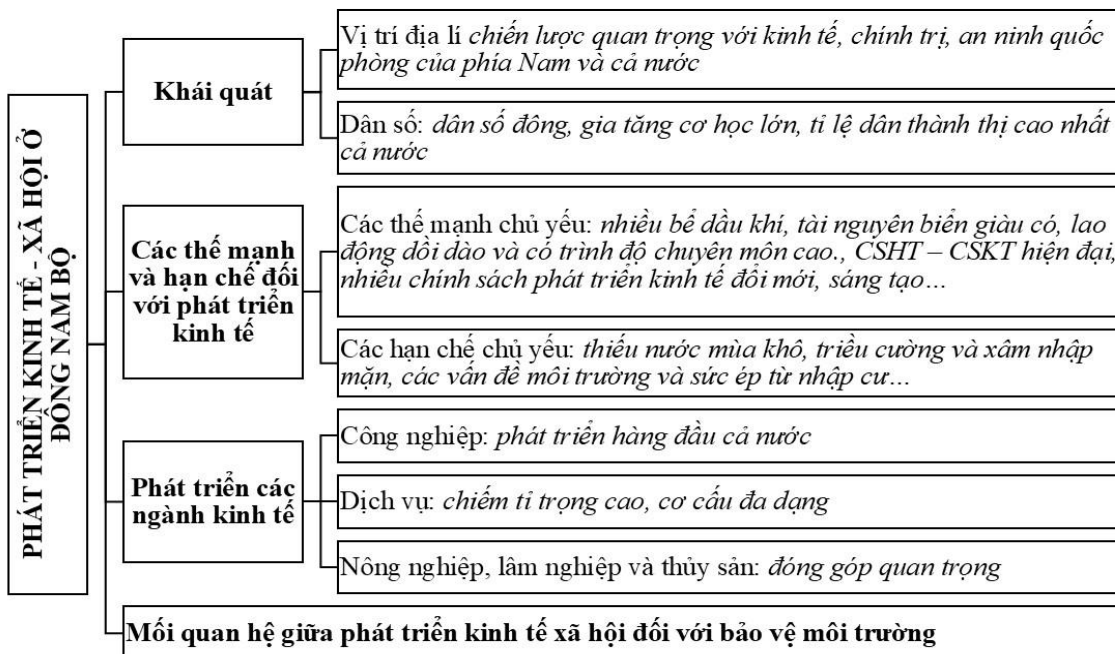 PHÁT TRIỂN KINH TẾ - XÃ HỘI Ở
ĐÔNG NAM BỘ
Khái quát
Vị trí địa lí chiến lược quan trọng với kinh tế, chính trị, an ninh quốc
phòng của phía Nam và cả nước
Dân số: dân số đông, gia tăng cơ học lớn, tỉ lệ dân thành thị cao nhất
cả nước
Các thế mạnh
và hạn chế đối
với phát triển
kinh tế
Các thế mạnh chủ yếu: nhiều bể dầu khí, tài nguyên biển giàu có, lao
động dồi dào và có trình độ chuyên môn cao., CSHT – CSKT hiện đại,
nhiều chính sách phát triển kinh tế đổi mới, sáng tạo…
Các hạn chế chủ yếu: thiếu nước mùa khô, triều cường và xâm nhập
mặn, các vấn đề môi trường và sức ép từ nhập cư…
Phát triển các
ngành kinh tế
Công nghiệp: phát triển hàng đầu cả nước
Dịch vụ: chiếm tỉ trọng cao, cơ cấu đa dạng
Nông nghiệp, lâm nghiệp và thủy sản: đóng góp quan trọng
Mối quan hệ giữa phát triển kinh tế xã hội đối với bảo vệ môi trường